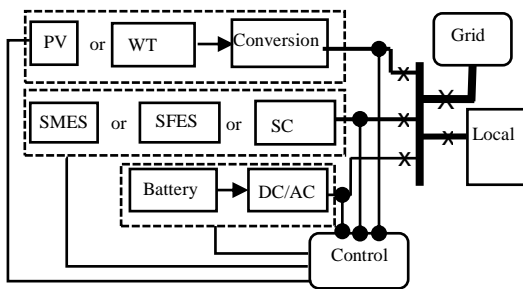 PV or WT Conversion Grid
SMES or SFES or SC Local
Battery DC/AC
Control